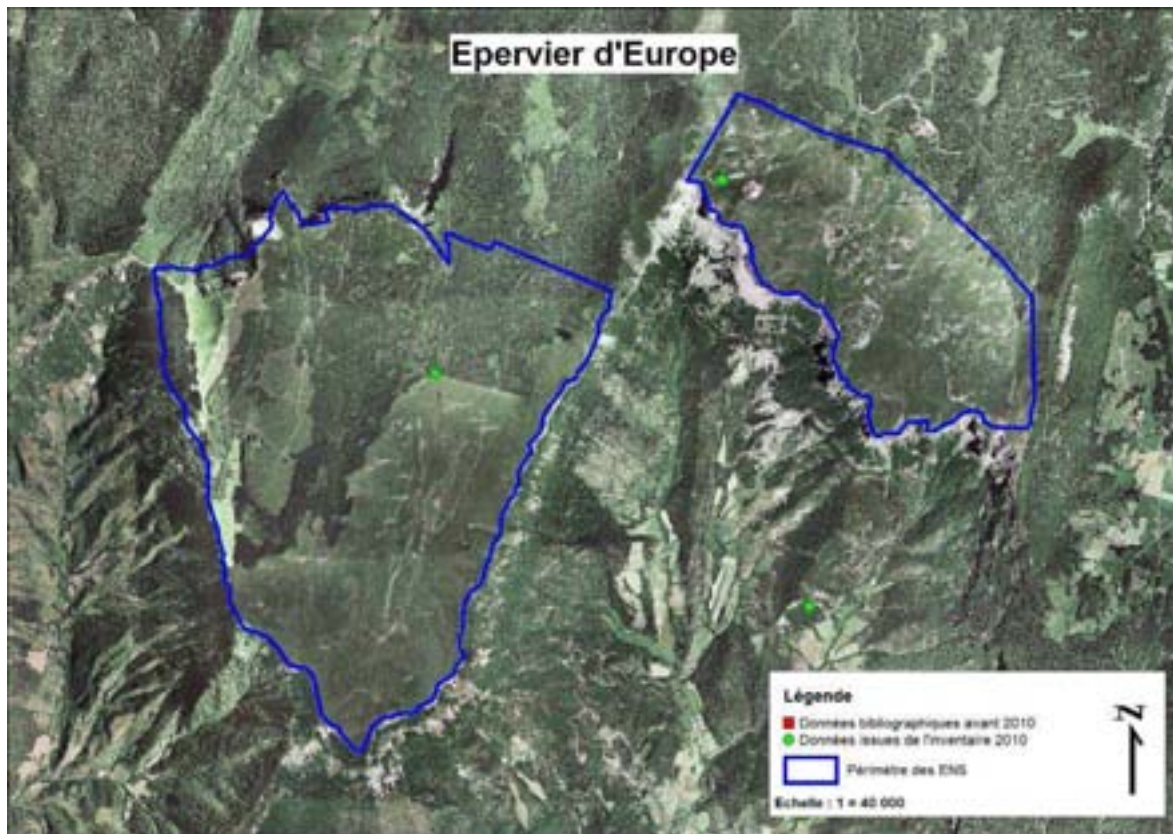 Epervier d'Europe
Légende
Données bibliographiques avant 2010
Données issues de l'inventaire 2010
Périmètre des ENS
N
Echelle : 1 = 40 000